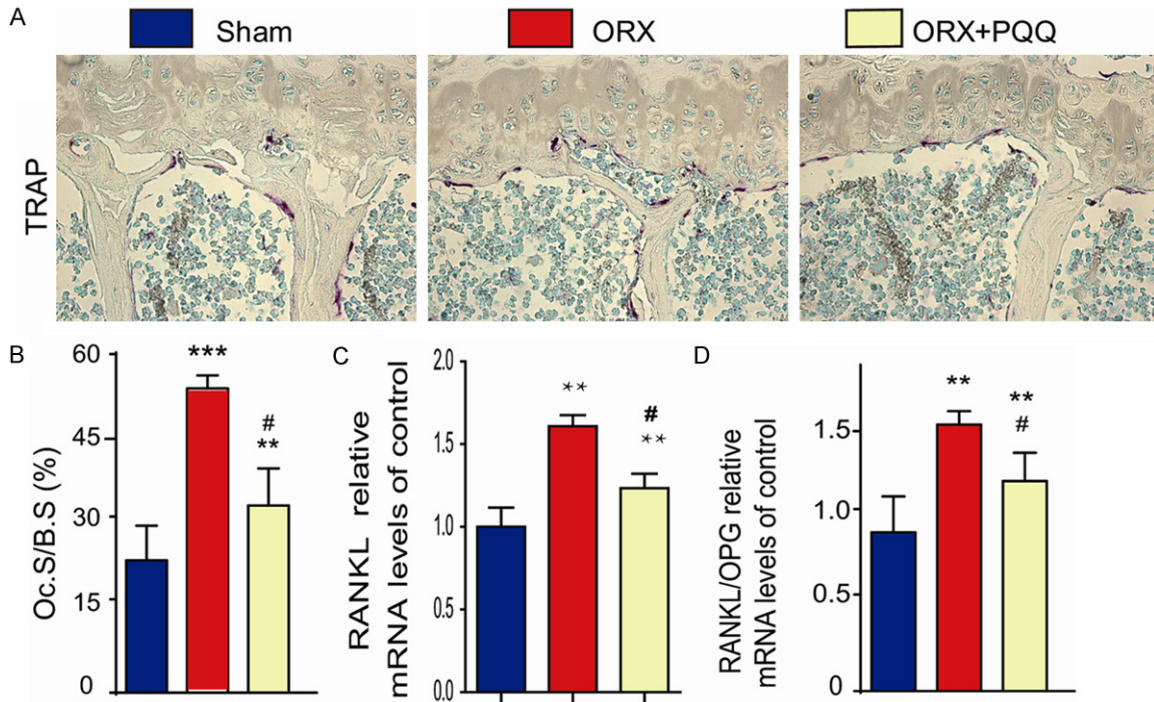 A
Sham
ORX
ORX+PQQ
TRAP
B
Oc.S/B.S (%)
60
45
30
15
0
***
#
**
C
RANKL relative
mRNA levels of control
2.0
1.5
1.0
0.5
0.0
**
#
**
D
RANKL/OPG relative
mRNA levels of control
1.5
1.0
0.5
0
**
**
#